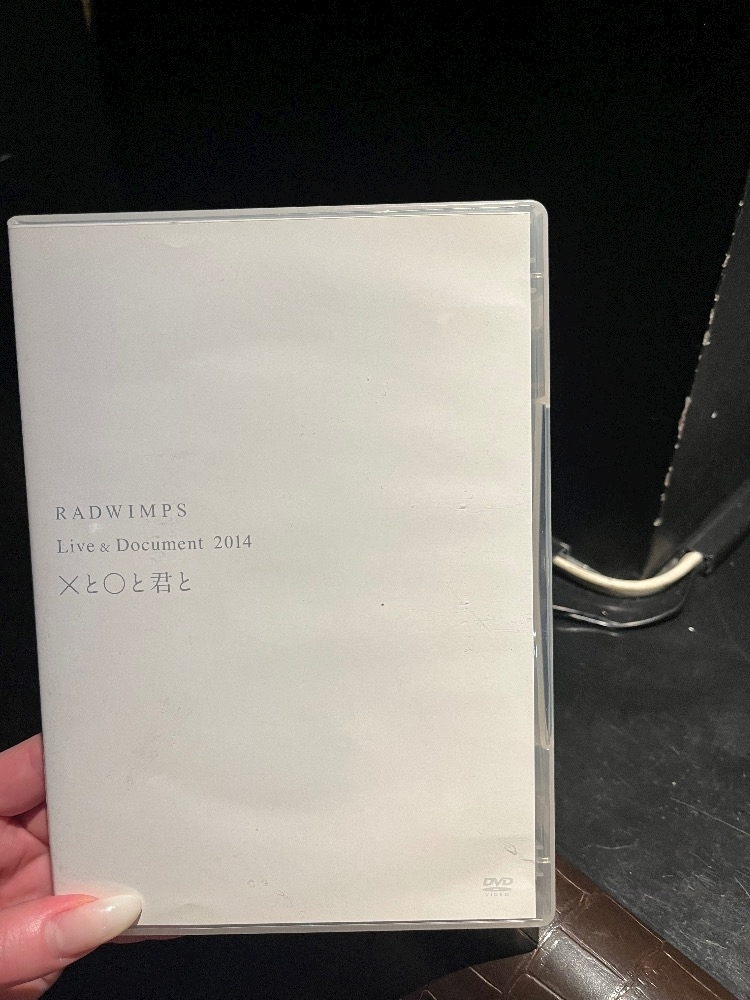 RADWIMPS
Live & Document 2014
×と○と君と
DVD
VIDEO